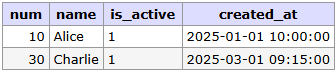 num name is_active created_at
10 Alice 1 2025-01-01 10:00:00
30 Charlie 1 2025-03-01 09:15:00